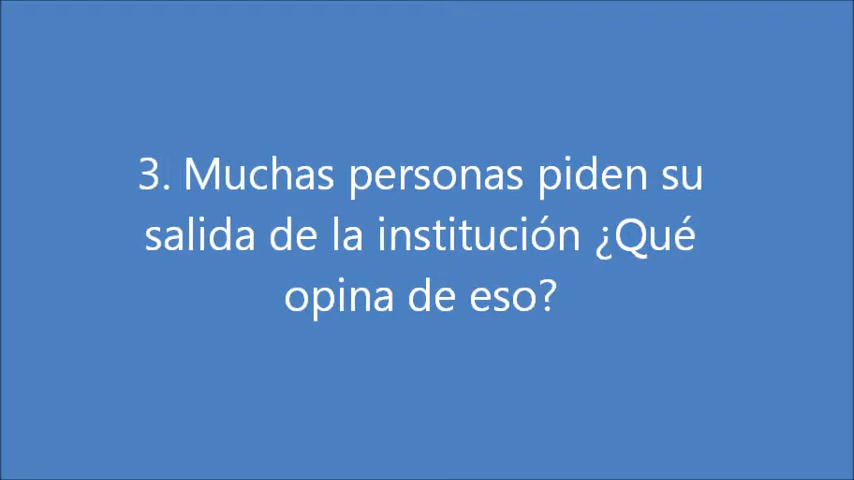 3. Muchas personas piden su
salida de la institución ¿Qué
opina de eso?